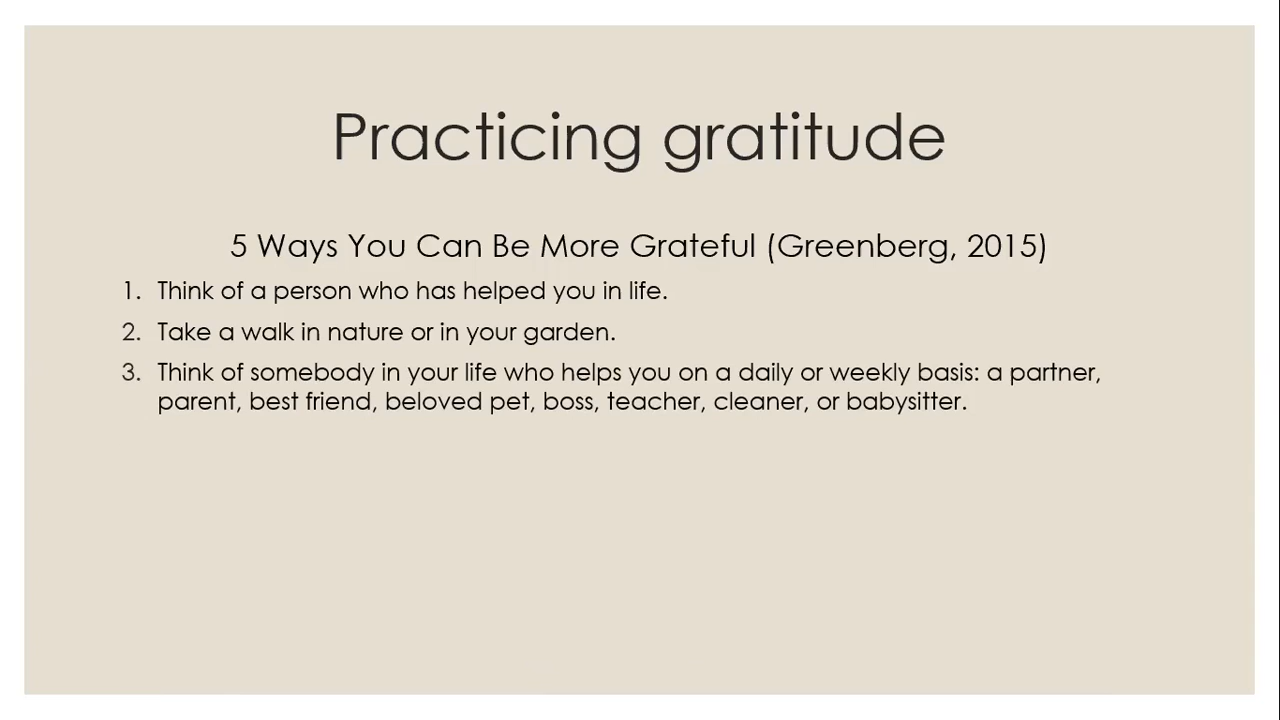 Practicing gratitude
5 Ways You Can Be More Grateful (Greenberg, 2015)
1. Think of a person who has helped you in life.
2. Take a walk in nature or in your garden.
3. Think of somebody in your life who helps you on a daily or weekly basis: a partner,
parent, best friend, beloved pet, boss, teacher, cleaner, or babysitter.